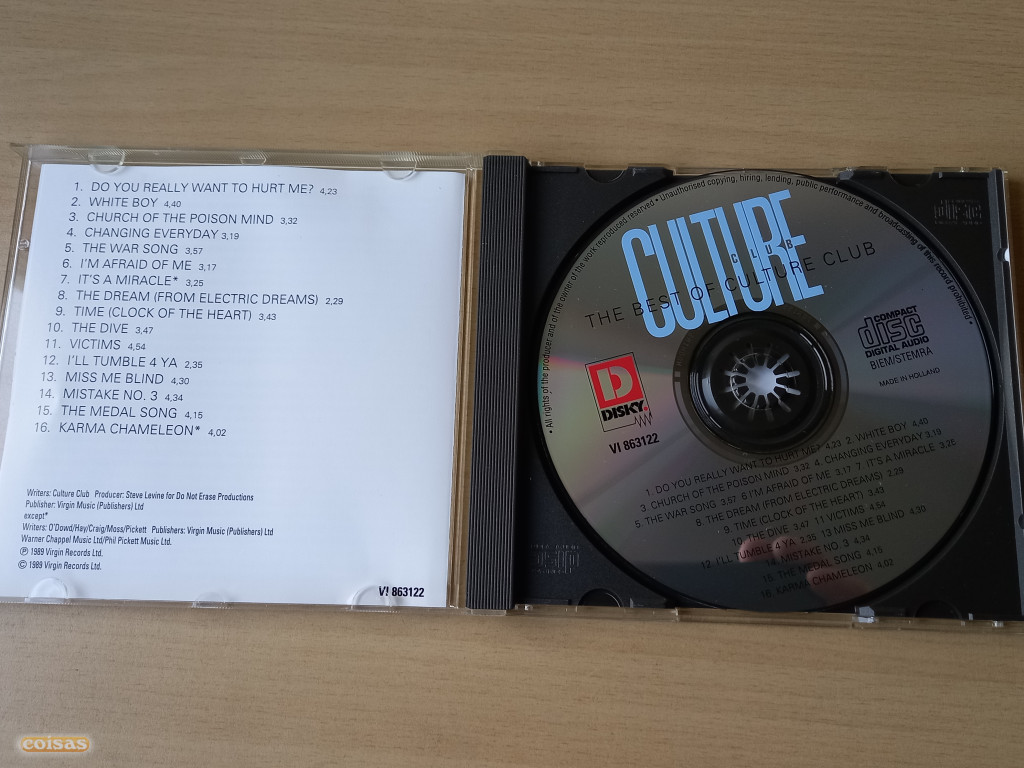 1. DO YOU REALLY WANT TO HURT ME? 4,23
2. WHITE BOY 4,40
3. CHURCH OF THE POISON MIND 3,32
4. CHANGING EVERYDAY 3,19
5. THE WAR SONG 3,57
6. I'M AFRAID OF ME 3,17
7. IT'S A MIRACLE* 3,25
8. THE DREAM (FROM ELECTRIC DREAMS) 2,29
9. TIME (CLOCK OF THE HEART) 3,43
10. THE DIVE 3,47
11. VICTIMS 4,54
12. I'LL TUMBLE 4 YA 2,35
13. MISS ME BLIND 4,30
14. MISTAKE NO. 3 4,34
15. THE MEDAL SONG 4,15
16. KARMA CHAMELEON* 4,02
Writers: Culture Club Producer: Steve Levine for Do Not Erase Productions
Publisher: Virgin Music (Publishers) Ltd
except*
Writers: O'Dowd/Hay/Craig/Moss/Pickett Publishers: Virgin Music (Publishers) Ltd
Warner Chappel Music Ltd/Phil Pickett Music Ltd.
Ⓟ 1989 Virgin Records Ltd.
© 1989 Virgin Records Ltd.
VI 863122
• All rights of the producer and of the owner of the work reproduced reserved • Unauthorised copying, hiring, lending, public performance and broadcasting of this record prohibited •
CULTURE
CLUB
THE BEST OF CULTURE CLUB
COMPACT
disc
DIGITAL AUDIO
BIEM/STEMRA
MADE IN HOLLAND
D
DISKY
VI 863122
1. DO YOU REALLY WANT TO HURT ME? 4,23 2. WHITE BOY 4,40
3. CHURCH OF THE POISON MIND 3,32 4. CHANGING EVERYDAY 3,19
5. THE WAR SONG 3,57 6 I'M AFRAID OF ME 3,17 7. IT'S A MIRACLE 3,25
8. THE DREAM (FROM ELECTRIC DREAMS) 2,29
9. TIME (CLOCK OF THE HEART) 3,43
10. THE DIVE 3,47 11 VICTIMS 4,54
12. I'LL TUMBLE 4 YA 2,35 13 MISS ME BLIND 4,30
14. MISTAKE NO. 3 4,34
15. THE MEDAL SONG 4,15
16. KARMA CHAMELEON 4,02
coisas